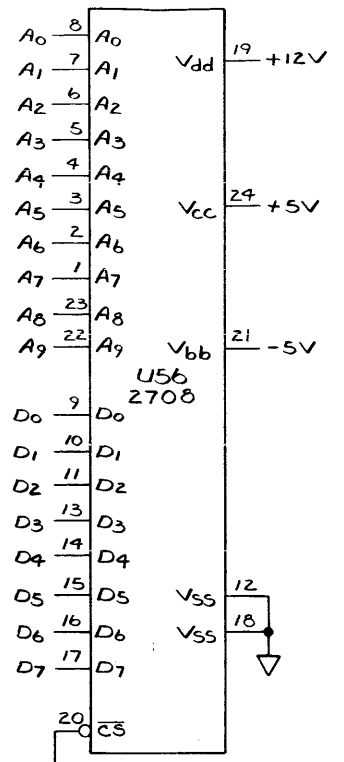 A0 8 A0
Vdd 19 +12V
A1 7 A1
A2 6 A2
A3 5 A3
A4 4 A4
A5 3 A5
Vcc 24 +5V
A6 2 A6
A7 1 A7
A8 23 A8
A9 22 A9
Vbb 21 -5V
U56
2708
D0 9 D0
D1 10 D1
D2 11 D2
D3 13 D3
D4 14 D4
D5 15 D5
Vss 12
D6 16 D6
Vss 18
D7 17 D7
20 C̅S̅